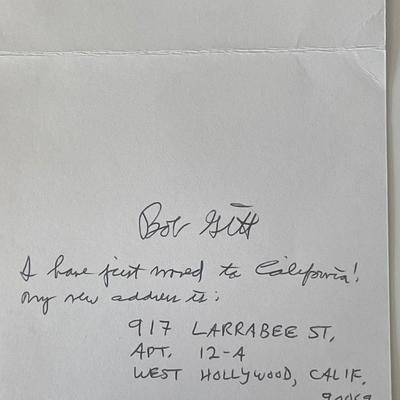 Bob Gitt
I have just moved to California!
My new address is:
917 LARRABEE ST,
APT. 12-A
WEST HOLLYWOOD, CALIF.
90069